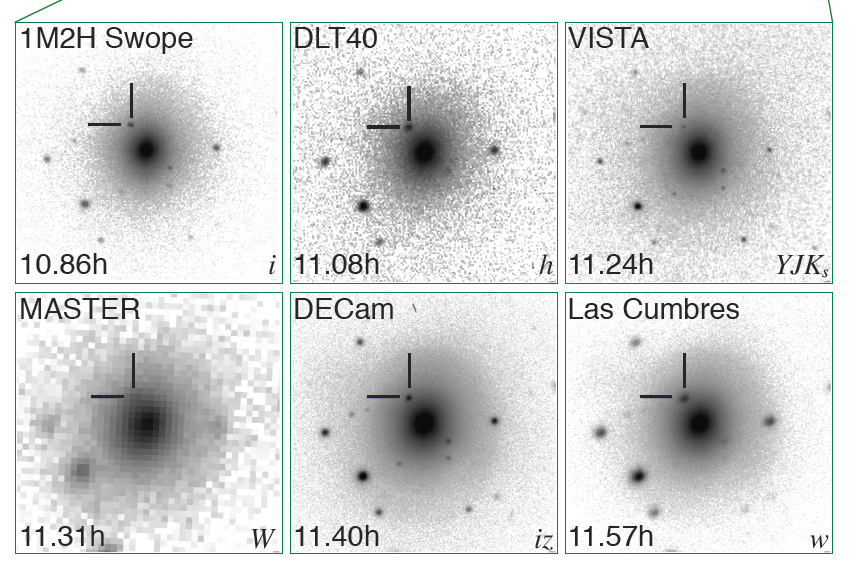 1M2H Swope
DLT40
VISTA
10.86h
i
11.08h
h
11.24h
YJKs
MASTER
DECam
Las Cumbres
11.31h
W
11.40h
iz
11.57h
w